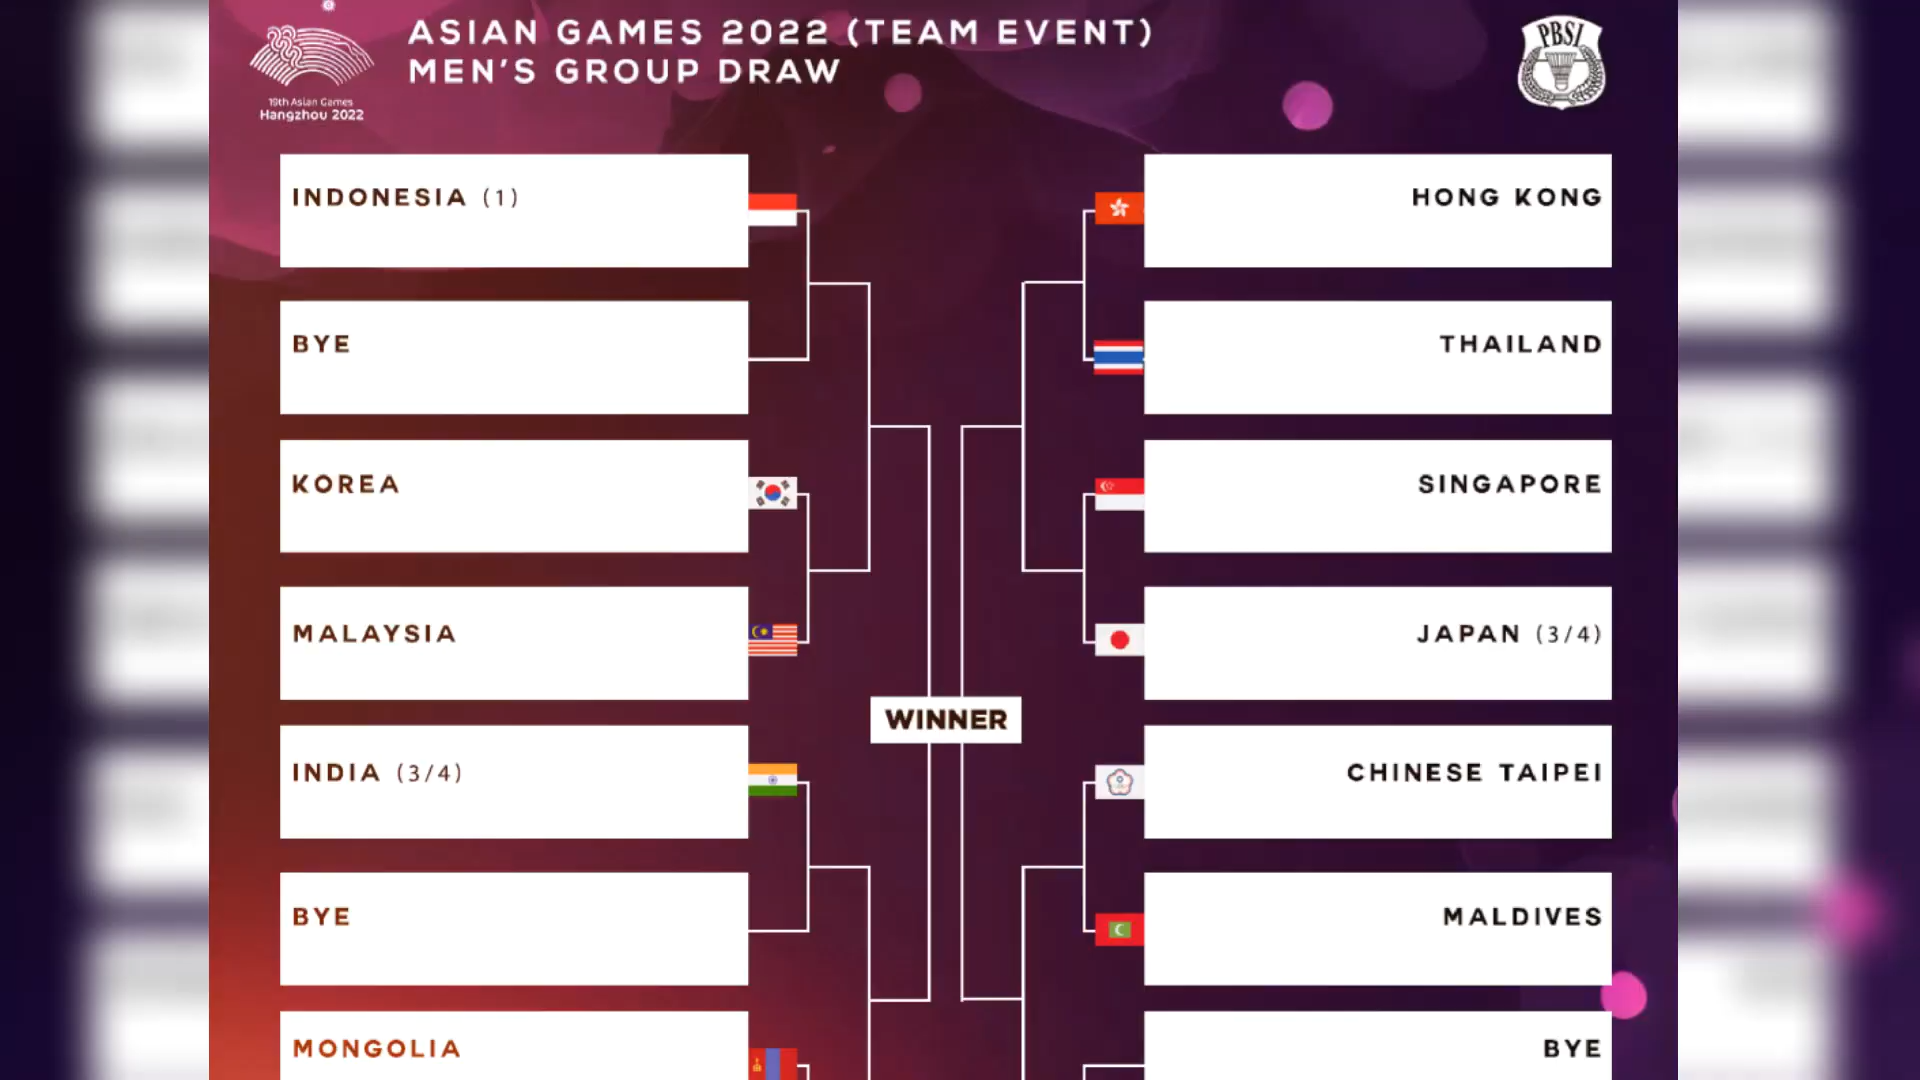 ASIAN GAMES 2022 (TEAM EVENT)
MEN'S GROUP DRAW
19th Asian Games
Hangzhou 2022
PBSI
INDONESIA (1)
BYE
KOREA
MALAYSIA
INDIA (3/4)
BYE
MONGOLIA
WINNER
HONG KONG
THAILAND
SINGAPORE
JAPAN (3/4)
CHINESE TAIPEI
MALDIVES
BYE